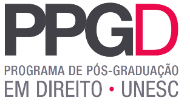 PPGD
PROGRAMA DE PÓS-GRADUAÇÃO
EM DIREITO • UNESC